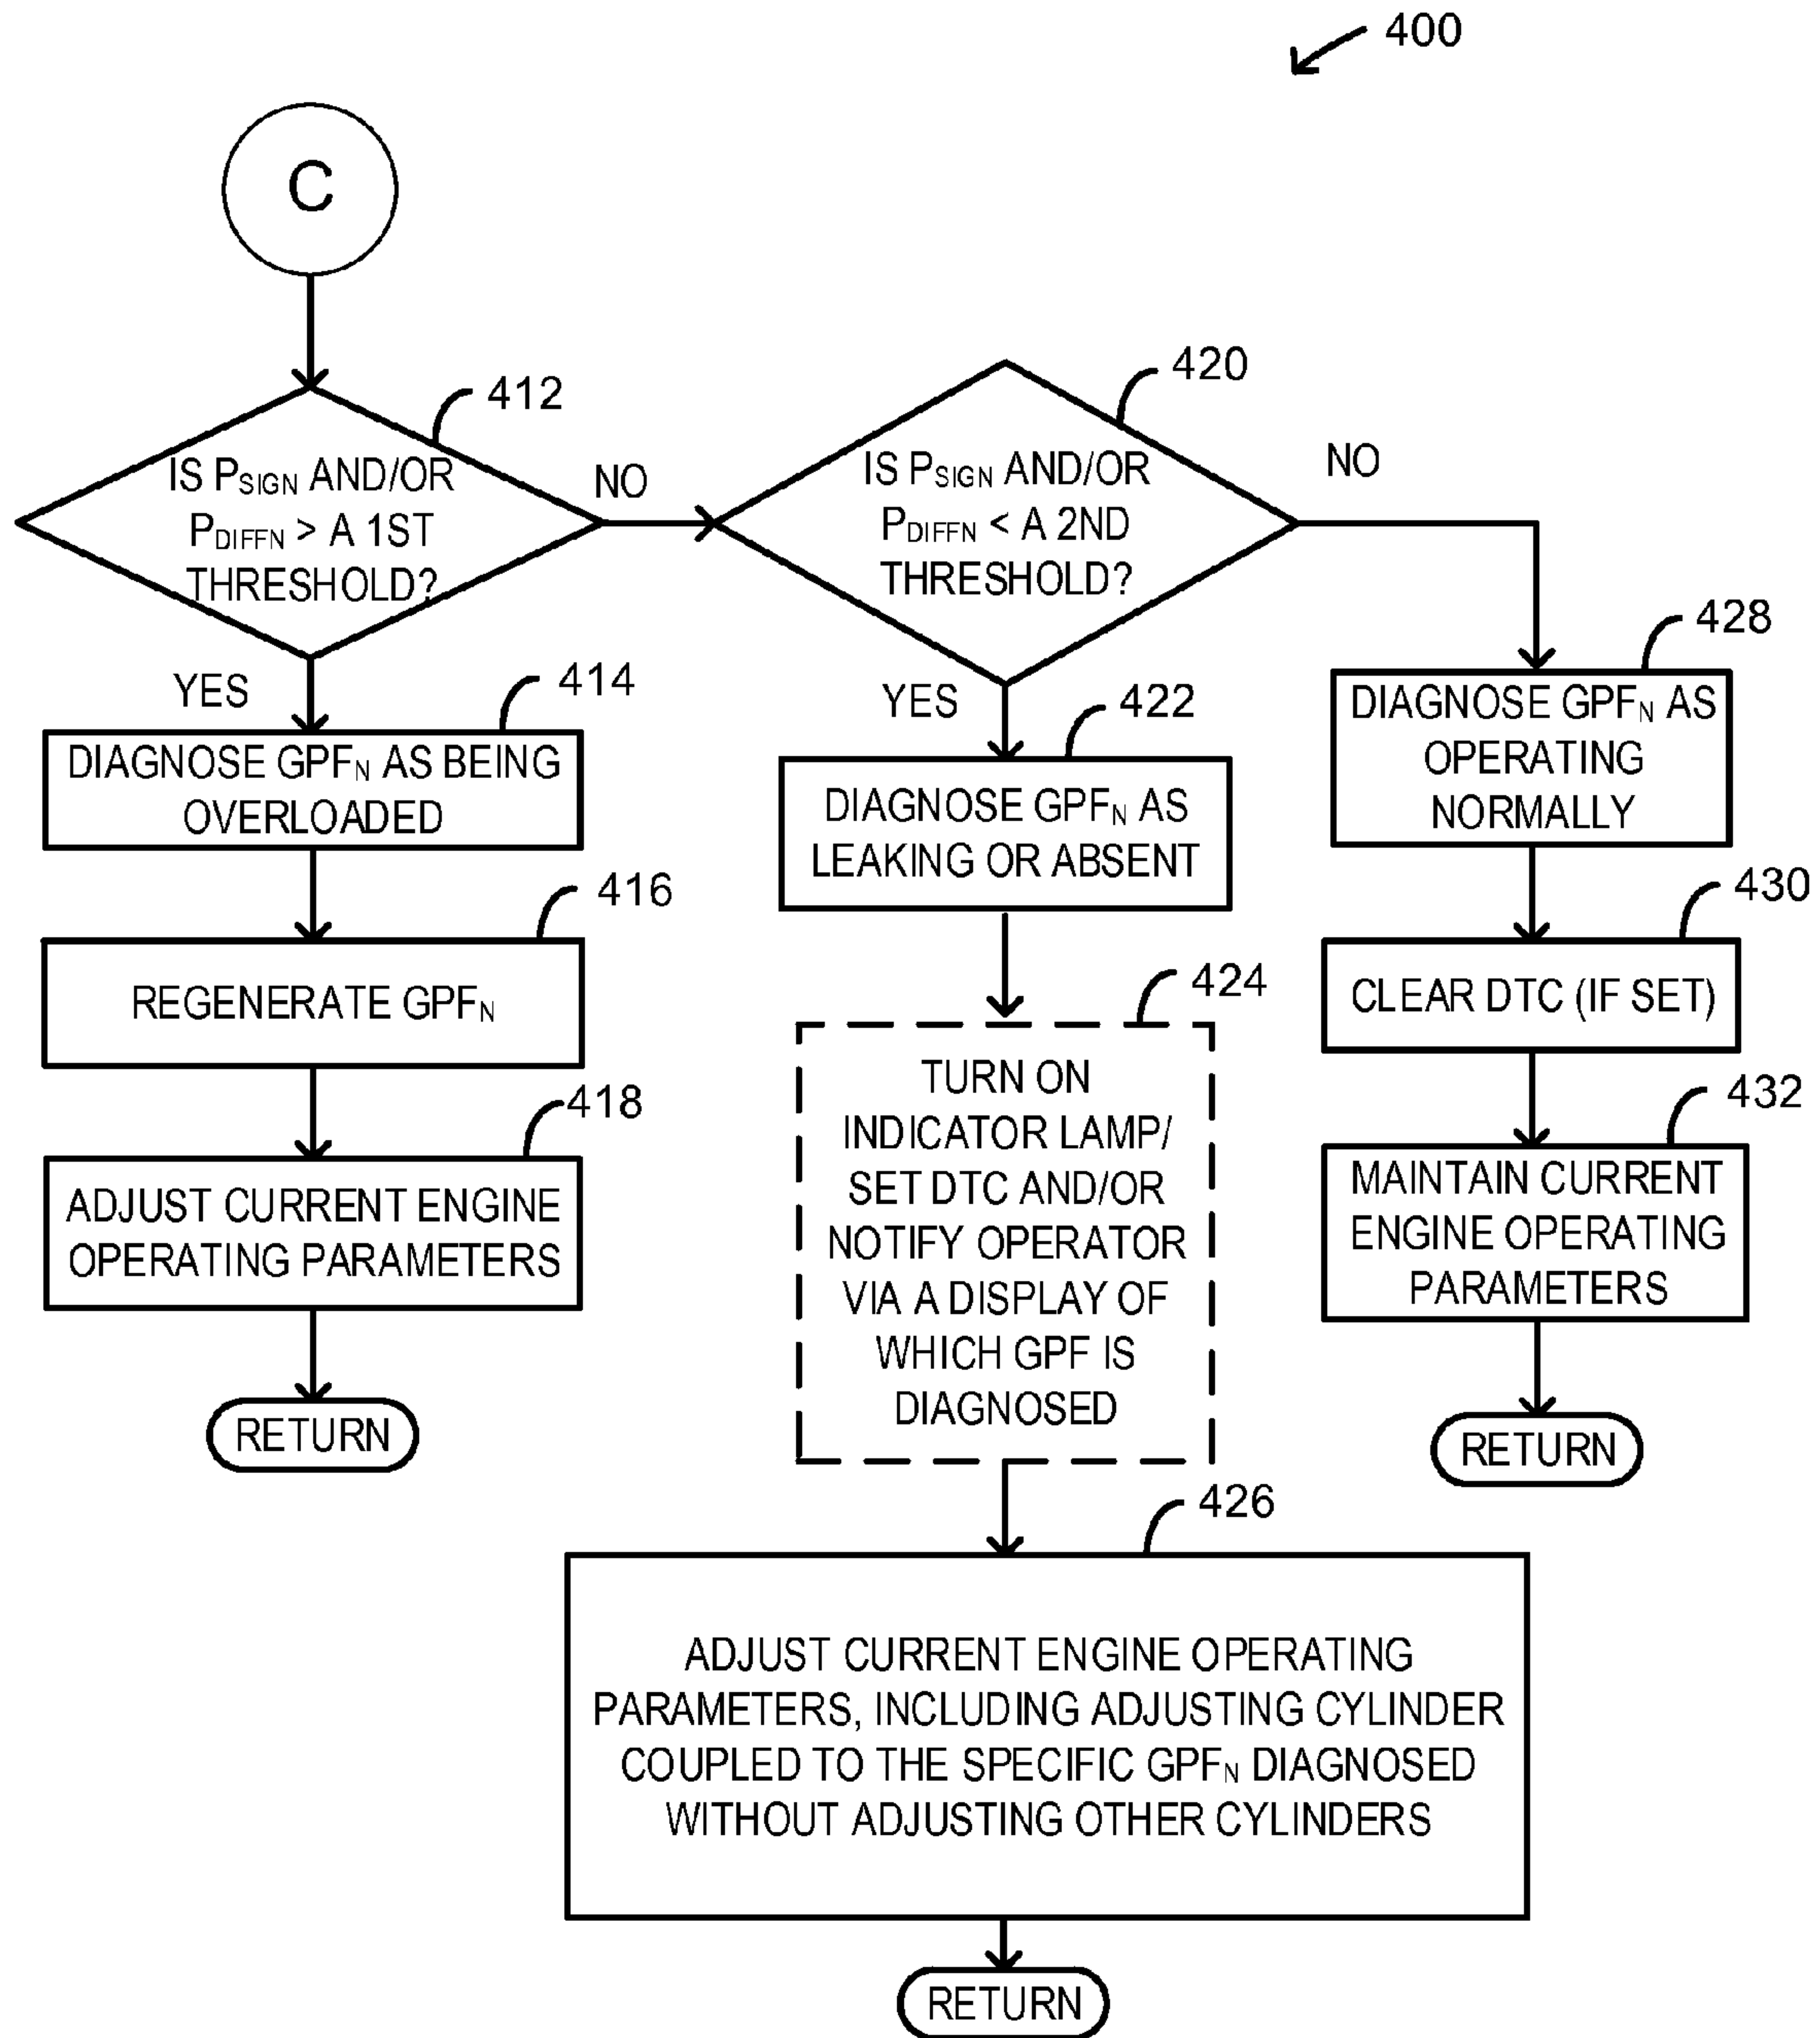 400
C
412
IS PSIGN AND/OR
PDIFFN > A 1ST
THRESHOLD?
NO
YES
420
IS PSIGN AND/OR
PDIFFN < A 2ND
THRESHOLD?
NO
YES
414
DIAGNOSE GPFN AS BEING
OVERLOADED
416
REGENERATE GPFN
418
ADJUST CURRENT ENGINE
OPERATING PARAMETERS
RETURN
422
DIAGNOSE GPFN AS
LEAKING OR ABSENT
424
TURN ON
INDICATOR LAMP/
SET DTC AND/OR
NOTIFY OPERATOR
VIA A DISPLAY OF
WHICH GPF IS
DIAGNOSED
426
ADJUST CURRENT ENGINE OPERATING
PARAMETERS, INCLUDING ADJUSTING CYLINDER
COUPLED TO THE SPECIFIC GPFN DIAGNOSED
WITHOUT ADJUSTING OTHER CYLINDERS
RETURN
428
DIAGNOSE GPFN AS
OPERATING
NORMALLY
430
CLEAR DTC (IF SET)
432
MAINTAIN CURRENT
ENGINE OPERATING
PARAMETERS
RETURN